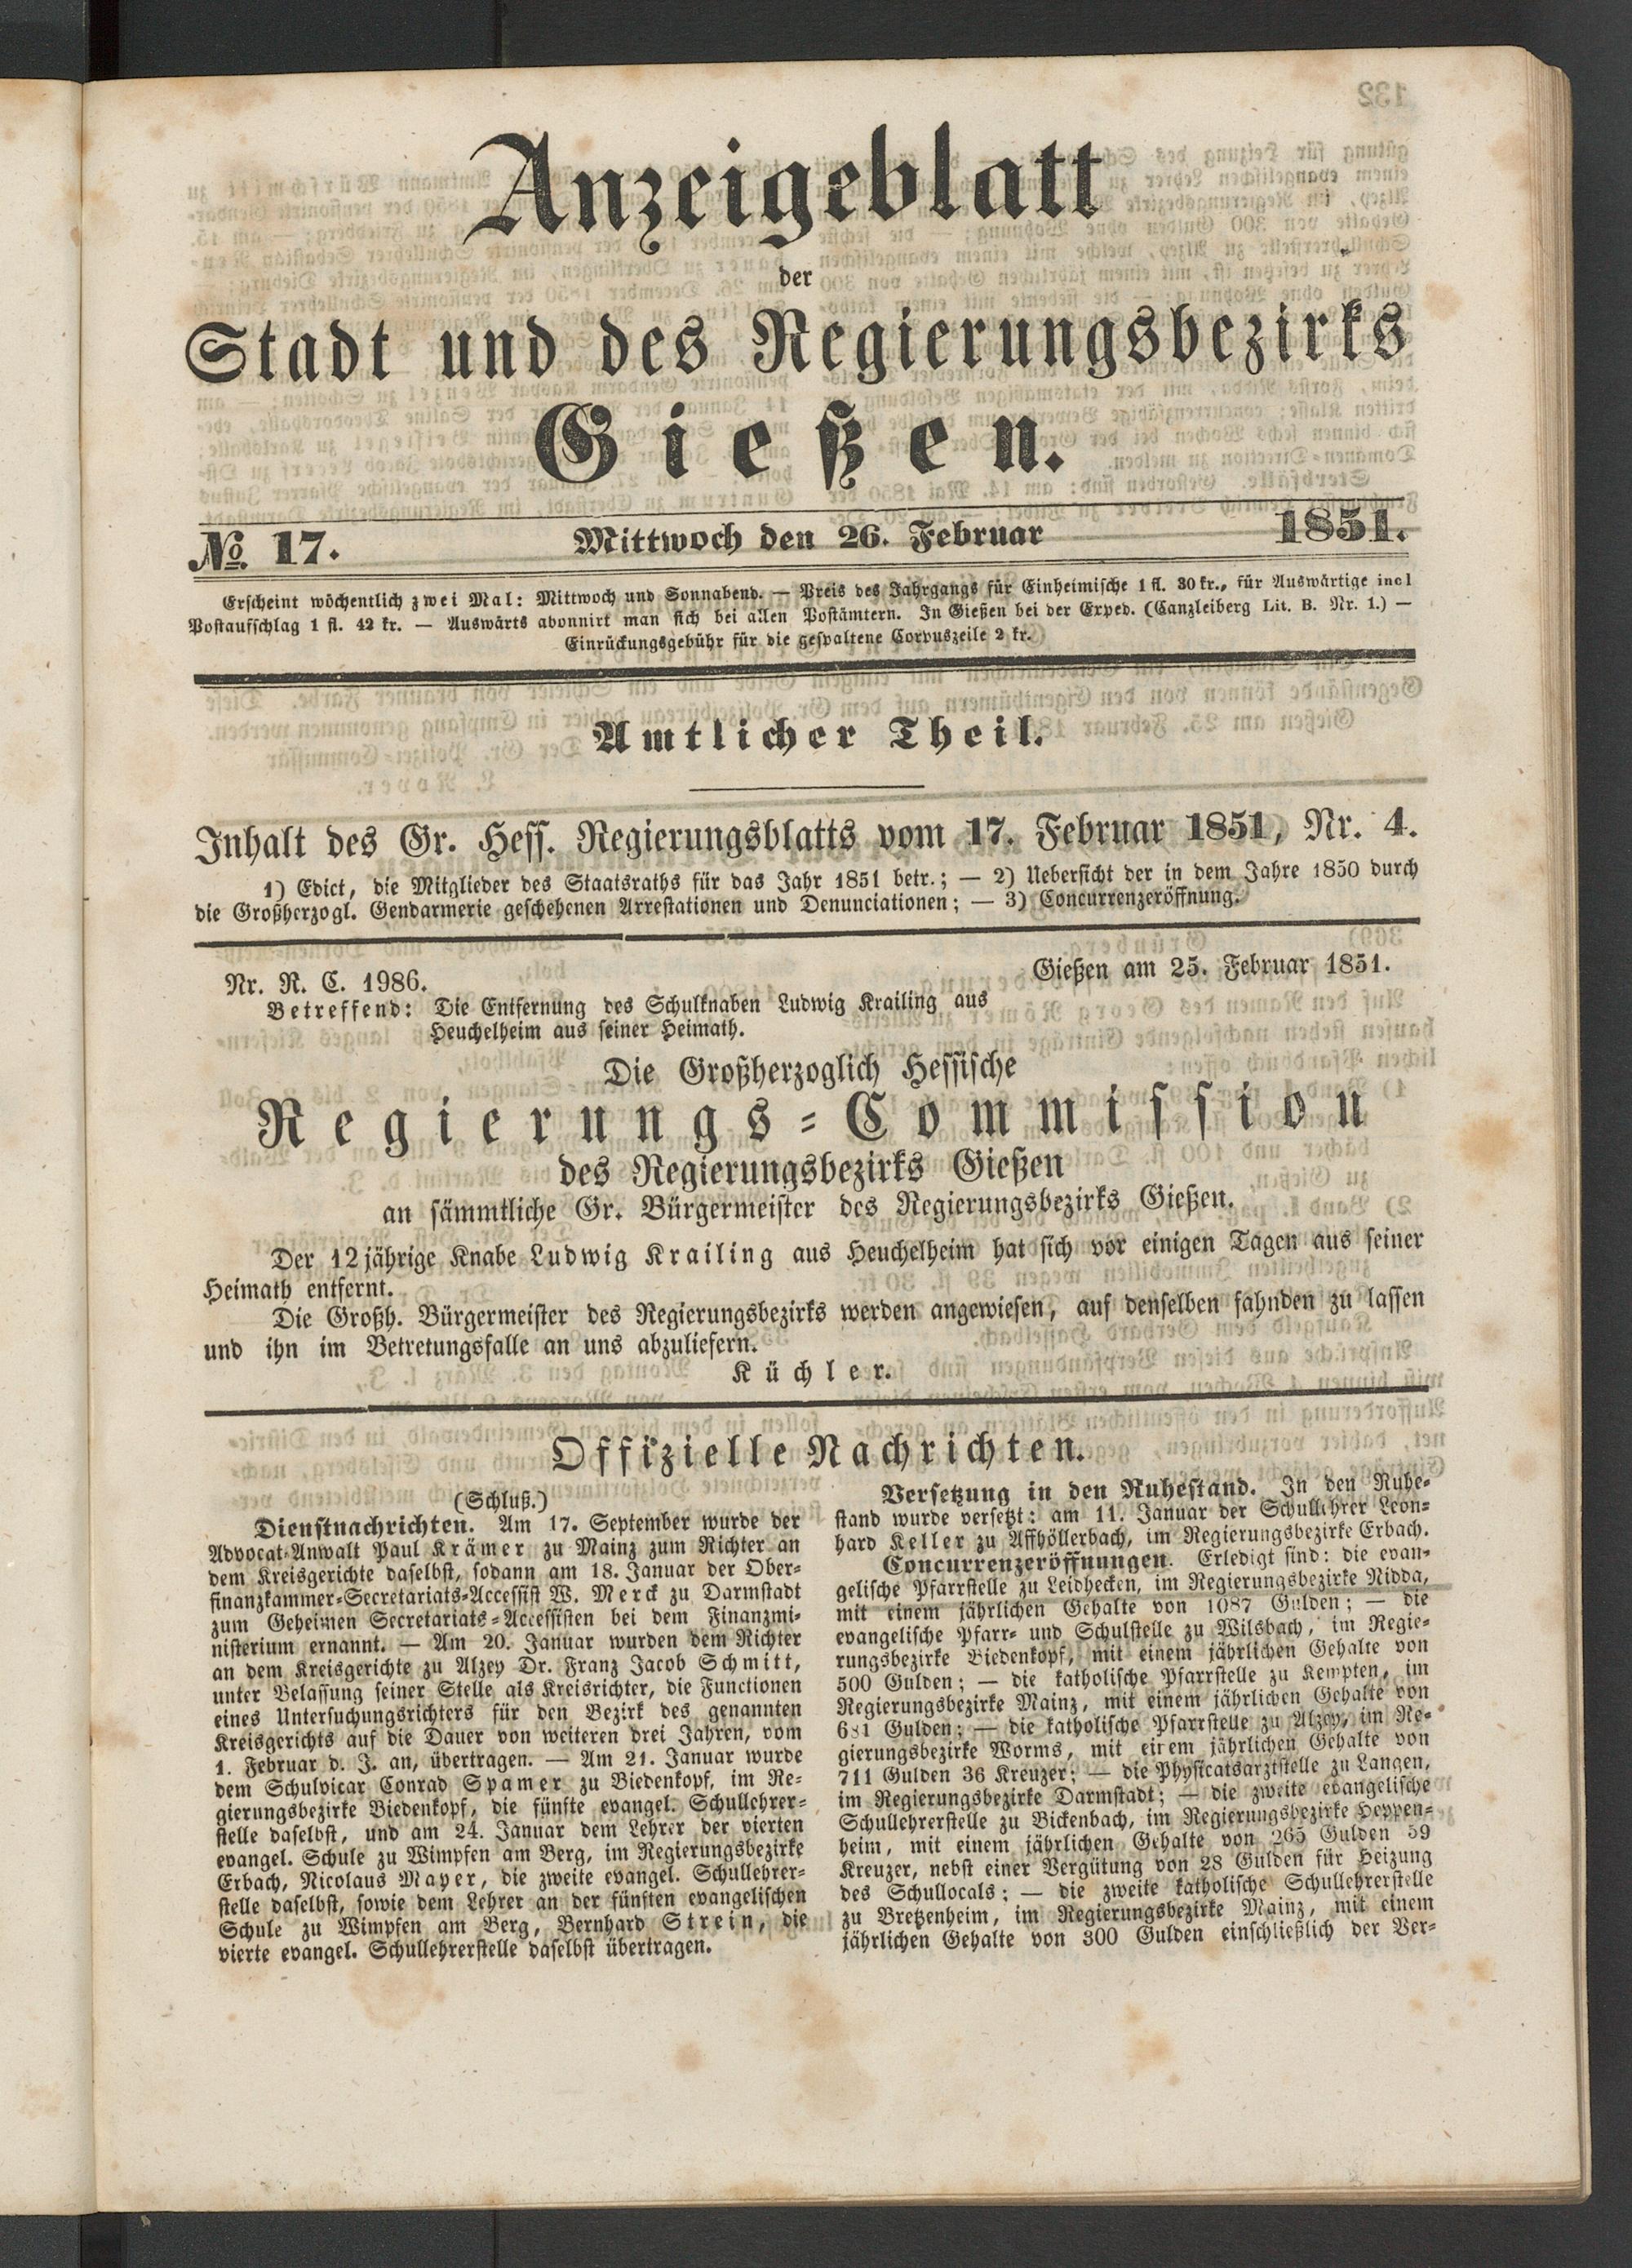 Anzeigeblatt
der
Stadt und des Regierungsbezirks
Gießen.
No. 17.
Mittwoch den 26. Februar
1851.
Erscheint wöchentlich zwei Mal: Mittwoch und Sonnabend. — Preis des Jahrgangs für Einheimische 1 fl. 30 kr., für Auswärtige incl
Postaufschlag 1 fl. 42 kr. — Auswärts abonnirt man sich bei allen Postämtern. In Gießen bei der Exped. (Canzleiberg Lit. B. Nr. 1.) —
Einrückungsgebühr für die gespaltene Corpuszeile 2 kr.
Amtlicher Theil.
Inhalt des Gr. Hess. Regierungsblatts vom 17. Februar 1851, Nr. 4.
1) Edict, die Mitglieder des Staatsraths für das Jahr 1851 betr.; — 2) Uebersicht der in dem Jahre 1850 durch
die Großherzogl. Gendarmerie geschehenen Arrestationen und Denunciationen; — 3) Concurrenzeröffnung.
Nr. R. C. 1986.
Gießen am 25. Februar 1851.
Betreffend: Die Entfernung des Schulknaben Ludwig Krailing aus
Heuchelheim aus seiner Heimath.
Die Großherzoglich Hessische
Regierungs-Commission
des Regierungsbezirks Gießen
an sämmtliche Gr. Bürgermeister des Regierungsbezirks Gießen.
Der 12jährige Knabe Ludwig Krailing aus Heuchelheim hat sich vor einigen Tagen aus seiner
Heimath entfernt.
Die Großh. Bürgermeister des Regierungsbezirks werden angewiesen, auf denselben fahnden zu lassen
und ihn im Betretungsfalle an uns abzuliefern.
Küchler.
Offizielle Nachrichten.
(Schluß.)
Dienstnachrichten. Am 17. September wurde der
Advocat-Anwalt Paul Krämer zu Mainz zum Richter an
dem Kreisgerichte daselbst, sodann am 18. Januar der Ober-
finanzkammer-Secretariats-Accessist W. Merck zu Darmstadt
zum Geheimen Secretariats-Accessisten bei dem Finanzmi-
nisterium ernannt. — Am 20. Januar wurden dem Richter
an dem Kreisgerichte zu Alzey Dr. Franz Jacob Schmitt,
unter Belassung seiner Stelle als Kreisrichter, die Functionen
eines Untersuchungsrichters für den Bezirk des genannten
Kreisgerichts auf die Dauer von weiteren drei Jahren, vom
1. Februar d. J. an, übertragen. — Am 21. Januar wurde
dem Schulvicar Conrad Spamer zu Biedenkopf, im Re-
gierungsbezirke Biedenkopf, die fünfte evangel. Schullehrer-
stelle daselbst, und am 24. Januar dem Lehrer der vierten
evangel. Schule zu Wimpfen am Berg, im Regierungsbezirke
Erbach, Nicolaus Mayer, die zweite evangel. Schullehrer-
stelle daselbst, sowie dem Lehrer an der fünften evangelischen
Schule zu Wimpfen am Berg, Bernhard Strein, die
vierte evangel. Schullehrerstelle daselbst übertragen.
Versetzung in den Ruhestand. In den Ruhe-
stand wurde versetzt: am 11. Januar der Schullehrer Leon-
hard Keller zu Affhöllerbach, im Regierungsbezirke Erbach.
Concurrenzeröffnungen. Erledigt sind: die evan-
gelische Pfarrstelle zu Leidhecken, im Regierungsbezirke Nidda,
mit einem jährlichen Gehalte von 1087 Gulden; — die
evangelische Pfarr- und Schulstelle zu Wilsbach, im Regie-
rungsbezirke Biedenkopf, mit einem jährlichen Gehalte von
500 Gulden; — die katholische Pfarrstelle zu Kempten, im
Regierungsbezirke Mainz, mit einem jährlichen Gehalte von
681 Gulden; — die katholische Pfarrstelle zu Alzey, im Re-
gierungsbezirke Worms, mit einem jährlichen Gehalte von
711 Gulden 36 Kreuzer; — die Physicatsarztstelle zu Langen,
im Regierungsbezirke Darmstadt; — die zweite evangelische
Schullehrerstelle zu Bickenbach, im Regierungsbezirke Heppen-
heim, mit einem jährlichen Gehalte von 265 Gulden 59
Kreuzer, nebst einer Vergütung von 28 Gulden für Heizung
des Schullocals; — die zweite katholische Schullehrerstelle
zu Bretzenheim, im Regierungsbezirke Mainz, mit einem
jährlichen Gehalte von 300 Gulden einschließlich der Ver-